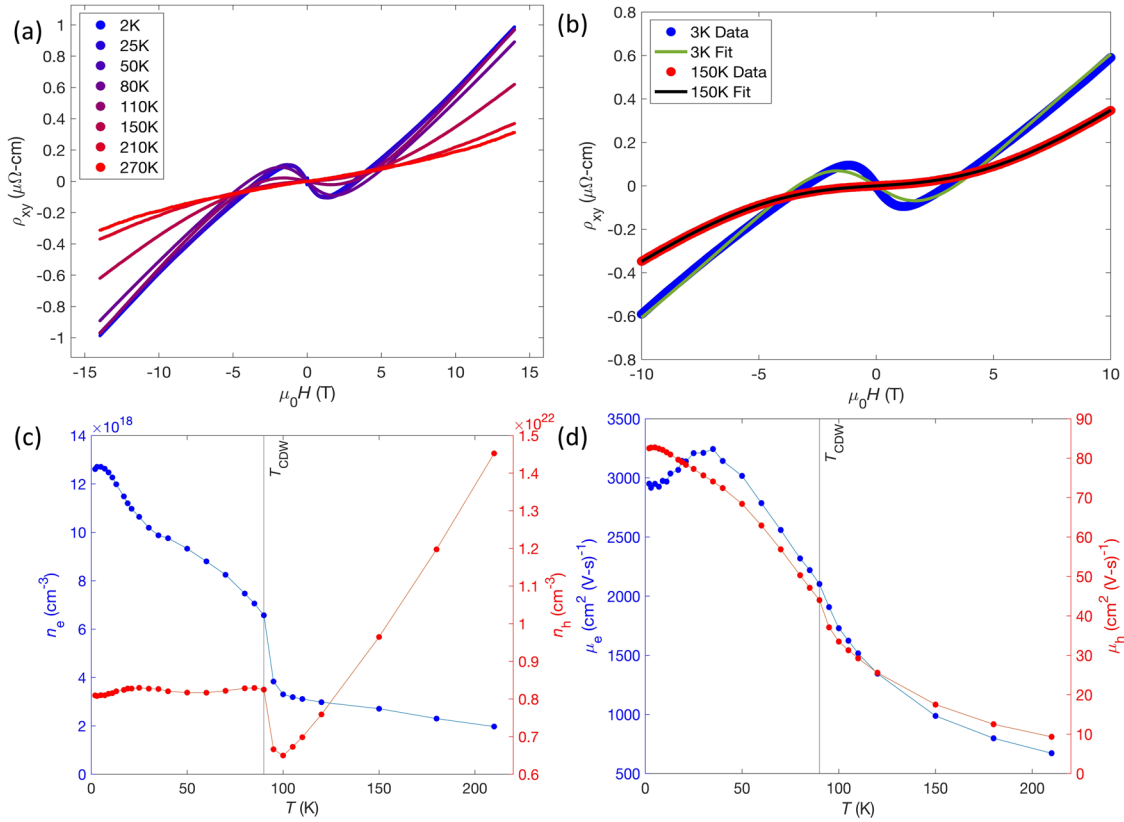 (a)
2K
25K
50K
80K
110K
150K
210K
270K
1
0.8
0.6
0.4
0.2
0
-0.2
-0.4
-0.6
-0.8
-1
ρxy (μΩ-cm)
-15
-10
-5
0
5
10
15
μ0H (T)
(b)
3K Data
3K Fit
150K Data
150K Fit
0.8
0.6
0.4
0.2
0
-0.2
-0.4
-0.6
-0.8
ρxy (μΩ-cm)
-10
-5
0
5
10
μ0H (T)
(c)
×10^18
14
12
10
8
6
4
2
0
ne (cm-3)
TCDW
×10^22
1.5
1.4
1.3
1.2
1.1
1
0.9
0.8
0.7
0.6
nh (cm-3)
0
50
100
150
200
T (K)
(d)
3500
3000
2500
2000
1500
1000
500
μe (cm2 (V-s)-1)
TCDW
90
80
70
60
50
40
30
20
10
0
μh (cm2 (V-s)-1)
0
50
100
150
200
T (K)